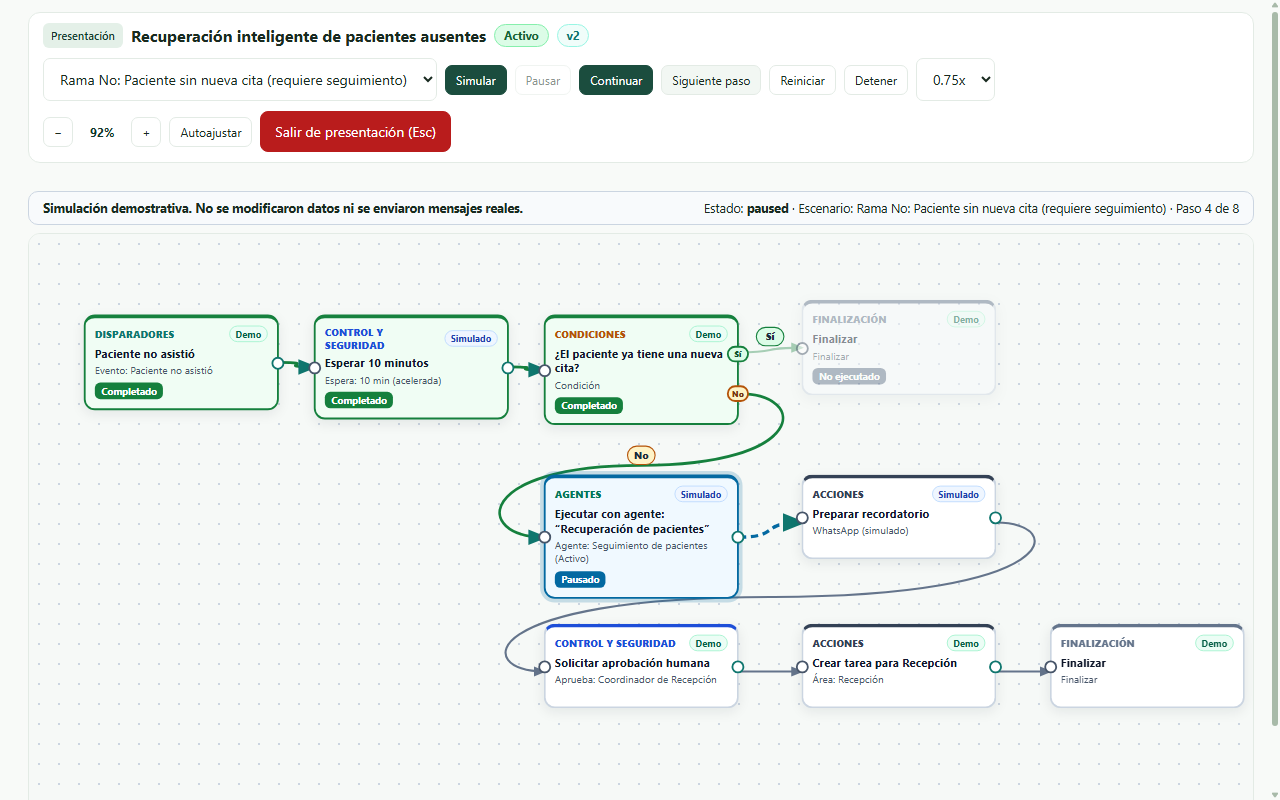 Presentación
Recuperación inteligente de pacientes ausentes
Activo
v2
Rama No: Paciente sin nueva cita (requiere seguimiento)
Simular
Pausar
Continuar
Siguiente paso
Reiniciar
Detener
0.75x
−
92%
+
Autoajustar
Salir de presentación (Esc)
Simulación demostrativa. No se modificaron datos ni se enviaron mensajes reales.
Estado: paused · Escenario: Rama No: Paciente sin nueva cita (requiere seguimiento) · Paso 4 de 8
DISPARADORES
Demo
Paciente no asistió
Evento: Paciente no asistió
Completado
CONTROL Y
SEGURIDAD
Simulado
Esperar 10 minutos
Espera: 10 min (acelerada)
Completado
CONDICIONES
Demo
¿El paciente ya tiene una nueva
cita?
Condición
Completado
Sí
No
Sí
FINALIZACIÓN
Demo
Finalizar
Finalizar
No ejecutado
No
AGENTES
Simulado
Ejecutar con agente:
“Recuperación de pacientes”
Agente: Seguimiento de pacientes
(Activo)
Pausado
ACCIONES
Simulado
Preparar recordatorio
WhatsApp (simulado)
CONTROL Y SEGURIDAD
Demo
Solicitar aprobación humana
Aprueba: Coordinador de Recepción
ACCIONES
Demo
Crear tarea para Recepción
Área: Recepción
FINALIZACIÓN
Demo
Finalizar
Finalizar